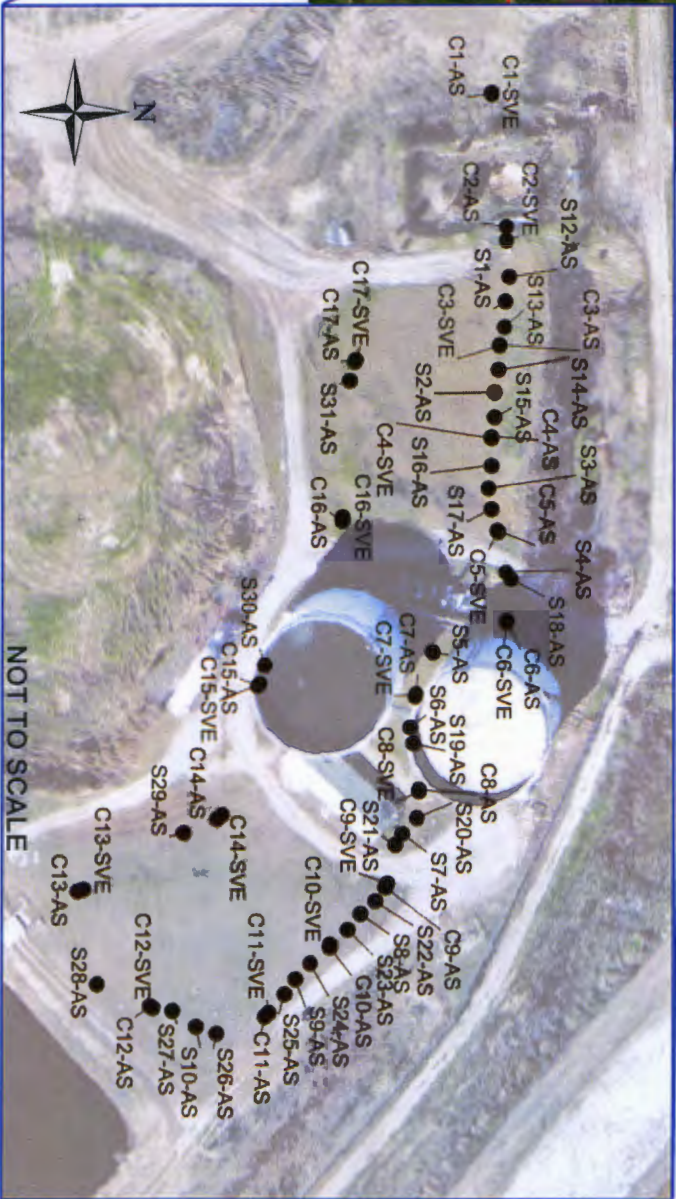 C1-SVE
C1-AS
N
S12-AS
C2-SVE
C2-AS
C3-AS
S13-AS
S1-AS
C3-SVE
S14-AS
S15-AS
S2-AS
C17-SVE
C17-AS
S31-AS
C4-AS
C4-SVE
S3-AS
S16-AS
C5-AS
S17-AS
C5-SVE
C16-SVE
C16-AS
S4-AS
S18-AS
C6-AS
C6-SVE
S5-AS
C7-AS
C7-SVE
S30-AS
C15-AS
C15-SVE
S6-AS
S19-AS
C8-AS
C8-SVE
S20-AS
S7-AS
S21-AS
C9-SVE
C9-AS
C14-AS
C14-SVE
S29-AS
S22-AS
S8-AS
C10-SVE
S23-AS
C10-AS
S24-AS
S9-AS
S25-AS
C11-SVE
C11-AS
C13-SVE
C13-AS
S28-AS
C12-SVE
C12-AS
S27-AS
S10-AS
S26-AS
NOT TO SCALE